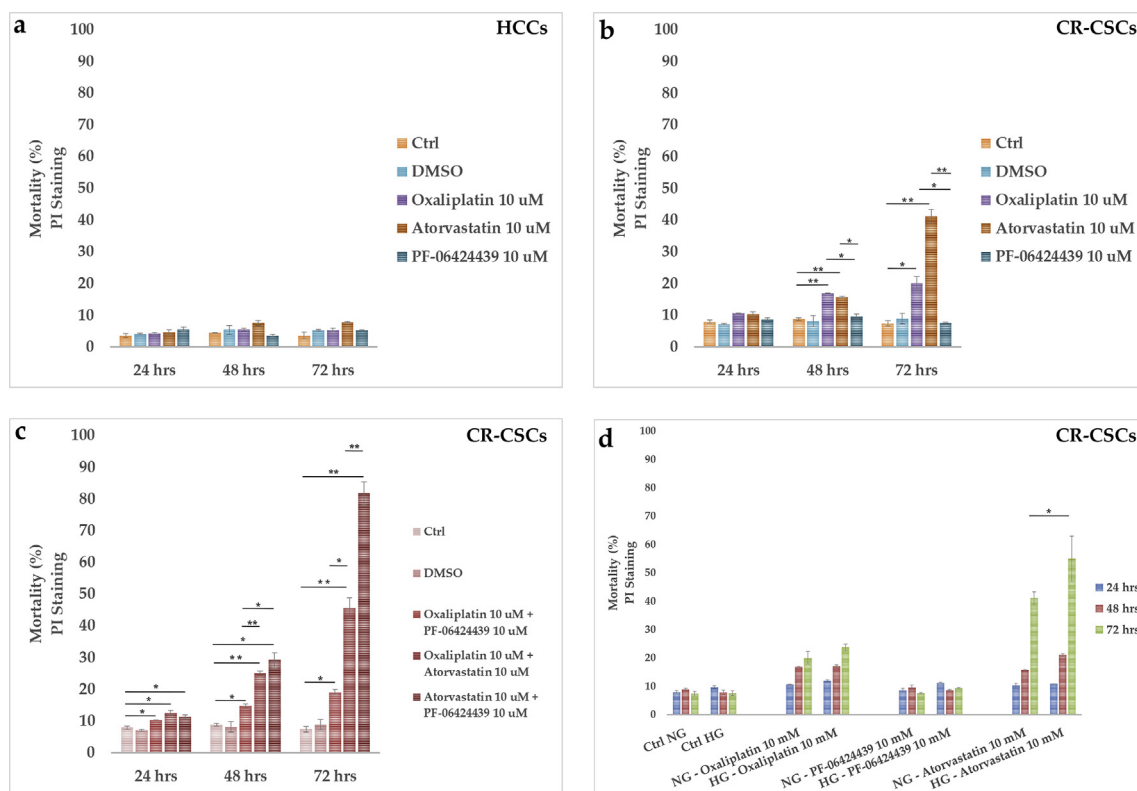 a
HCCs
100
90
80
70
60
50
40
30
20
10
0
Mortality (%)
PI Staining
24 hrs
48 hrs
72 hrs
Ctrl
DMSO
Oxaliplatin 10 uM
Atorvastatin 10 uM
PF-06424439 10 uM
b
CR-CSCs
100
90
80
70
60
50
40
30
20
10
0
Mortality (%)
PI Staining
** * ** *
** ** * *
24 hrs
48 hrs
72 hrs
Ctrl
DMSO
Oxaliplatin 10 uM
Atorvastatin 10 uM
PF-06424439 10 uM
c
CR-CSCs
100
90
80
70
60
50
40
30
20
10
0
Mortality (%)
PI Staining
* * *
* ** * ** *
** ** * ** *
24 hrs
48 hrs
72 hrs
Ctrl
DMSO
Oxaliplatin 10 uM +
PF-06424439 10 uM
Oxaliplatin 10 uM +
Atorvastatin 10 uM
Atorvastatin 10 uM +
PF-06424439 10 uM
d
CR-CSCs
100
90
80
70
60
50
40
30
20
10
0
Mortality (%)
PI Staining
*
24 hrs
48 hrs
72 hrs
Ctrl NG
Ctrl HG
NG - Oxaliplatin 10 mM
HG - Oxaliplatin 10 mM
NG - PF-06424439 10 mM
HG - PF-06424439 10 mM
NG - Atorvastatin 10 mM
HG - Atorvastatin 10 mM